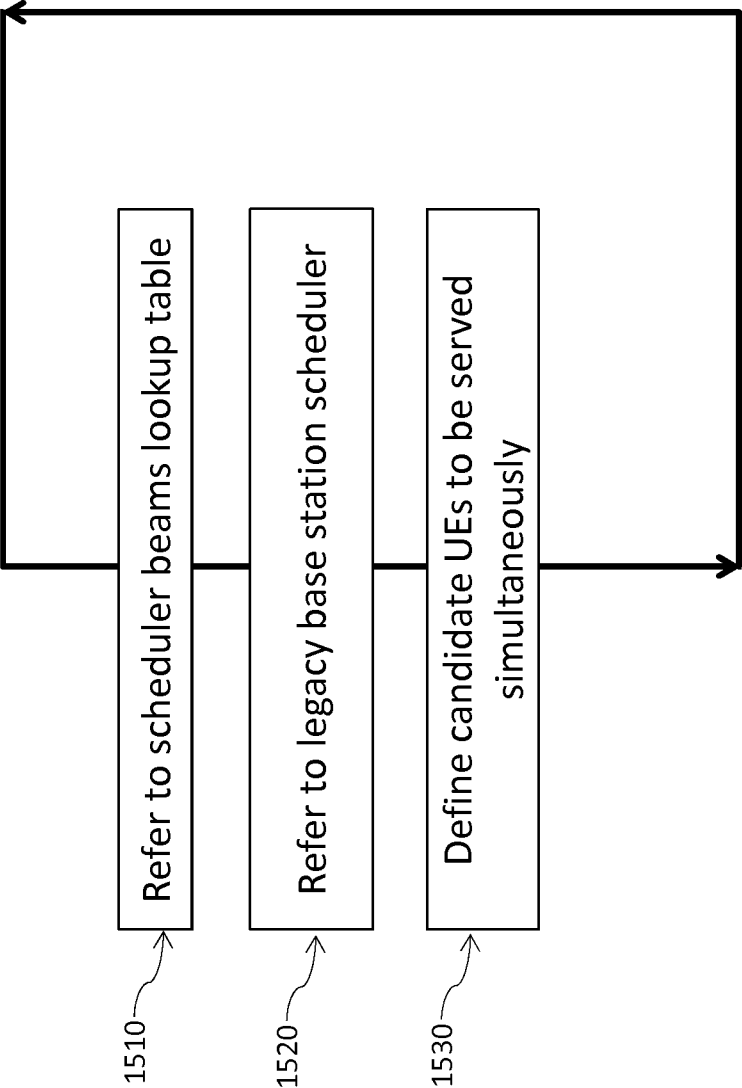 1510
Refer to scheduler beams lookup table
1520
Refer to legacy base station scheduler
1530
Define candidate UEs to be served
simultaneously